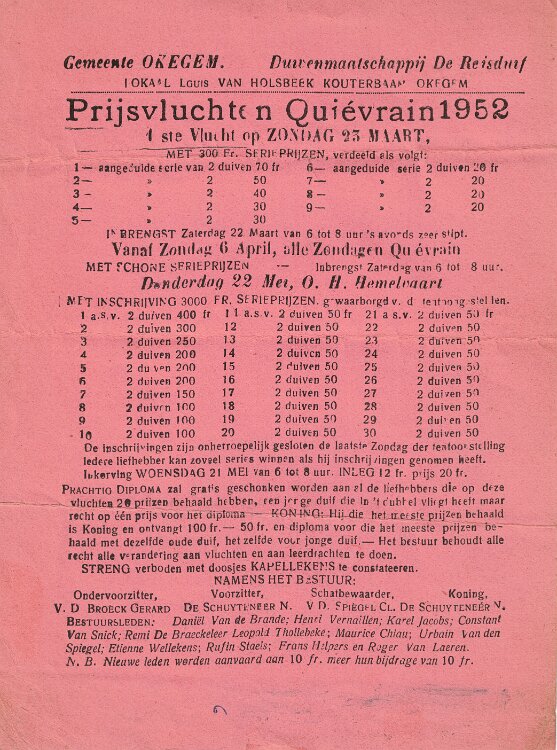 Gemeente OKEGEM. Duivenmaatschappij De Reisduif
LOKAAL LOUIS VAN HOLSBEEK KOUTERBAAN OKEGEM
Prijsvluchten Quiévrain 1952
1 ste Vlucht op ZONDAG 23 MAART,
MET 300 Fr. SERIEPRIJZEN, verdeeld als volgt:
1— aangeduide serie van 2 duiven 70 fr 6— aangeduide serie 2 duiven 20 fr
2— » 2 50 7— » 2 20
3— » 2 40 8— » 2 20
4— » 2 30 9— » 2 20
5— » 2 30
INBRENGST Zaterdag 22 Maart van 6 tot 8 uur 's avonds zeer stipt.
Vanaf Zondag 6 April, alle Zondagen Quiévrain
MET SCHONE SERIEPRIJZEN — Inbrengst Zaterdag van 6 tot 8 uur.
Donderdag 22 Mei, O. H. Hemelvaart
MET INSCHRIJVING 3000 FR. SERIEPRIJZEN, gewaarborgd v. d tentoongstellen.
1 a.s.v. 2 duiven 400 fr 11 a.s.v. 2 duiven 50 fr 21 a.s.v. 2 duiven 50 fr
2 2 duiven 300 12 2 duiven 50 22 2 duiven 50
3 2 duiven 250 13 2 duiven 50 23 2 duiven 50
4 2 duiven 200 14 2 duiven 50 24 2 duiven 50
5 2 duiven 200 15 2 duiven 50 25 2 duiven 50
6 2 duiven 200 16 2 duiven 50 26 2 duiven 50
7 2 duiven 150 17 2 duiven 50 27 2 duiven 50
8 2 duiven 100 18 2 duiven 50 28 2 duiven 50
9 2 duiven 100 19 2 duiven 50 29 2 duiven 50
10 2 duiven 100 20 2 duiven 50 30 2 duiven 50
De inschrijvingen zijn onherroepelijk gesloten de laatste Zondag der tentoorstelling
Iedere liefhebber kan zoveel series winnen als hij inschrijvingen genomen heeft.
Inkorving WOENSDAG 21 MEI van 6 tot 8 uur. INLEG 12 fr. prijs 20 fr.
PRACHTIG DIPLOMA zal gratis geschonken worden aan al de liefhebbers die op deze
vluchten 20 prijzen behaald hebben, een jonge duif die in 't dubbel vliegt heeft maar
recht op één prijs voor het diploma — KONING: Hij die het meeste prijzen behaald
is Koning en ontvangt 100 fr.— 50 fr. en diploma voor die het meeste prijzen be-
haald met dezelfde oude duif, het zelfde voor jonge duif.— Het bestuur behoudt alle
recht alle verandering aan vluchten en aan leerdrachten te doen.
STRENG verboden met doosjes KAPELLEKENS te constateeren.
NAMENS HET BESTUUR:
Ondervoorzitter, Voorzitter, Schatbewaarder, Koning,
V. D BROECK GERARD DE SCHUYTENEER N. V D. SPIEGEL CL. DE SCHUYTENEER N.
BESTUURSLEDEN: Daniël Van de Brande; Henri Vernaillen; Karel Jacobs; Constant
Van Snick; Remi De Braeckeleer Leopold Thollebeke; Maurice Chiau; Urbain Van den
Spiegel; Etienne Wellekens; Rufin Staels; Frans Helpers en Roger Van Laeren.
N. B. Nieuwe leden worden aanvaard aan 10 fr. meer hun bijdrage van 10 fr.